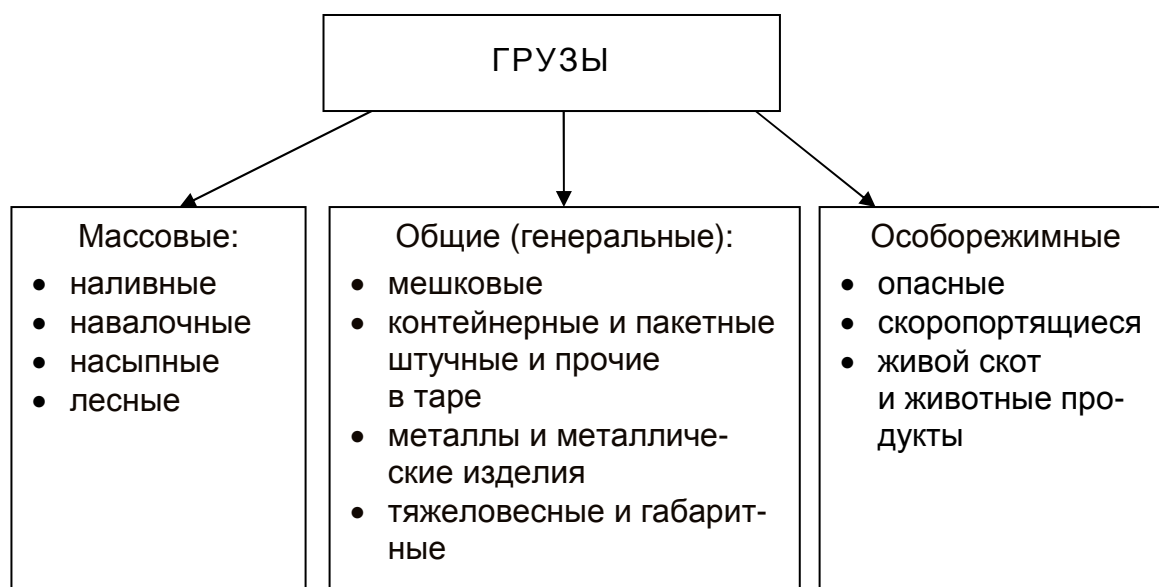 ГРУЗЫ
Массовые:
• наливные
• навалочные
• насыпные
• лесные
Общие (генеральные):
• мешковые
• контейнерные и пакетные
штучные и прочие
в таре
• металлы и металличе-
ские изделия
• тяжеловесные и габарит-
ные
Особорежимные
• опасные
• скоропортящиеся
• живой скот
и животные про-
дукты